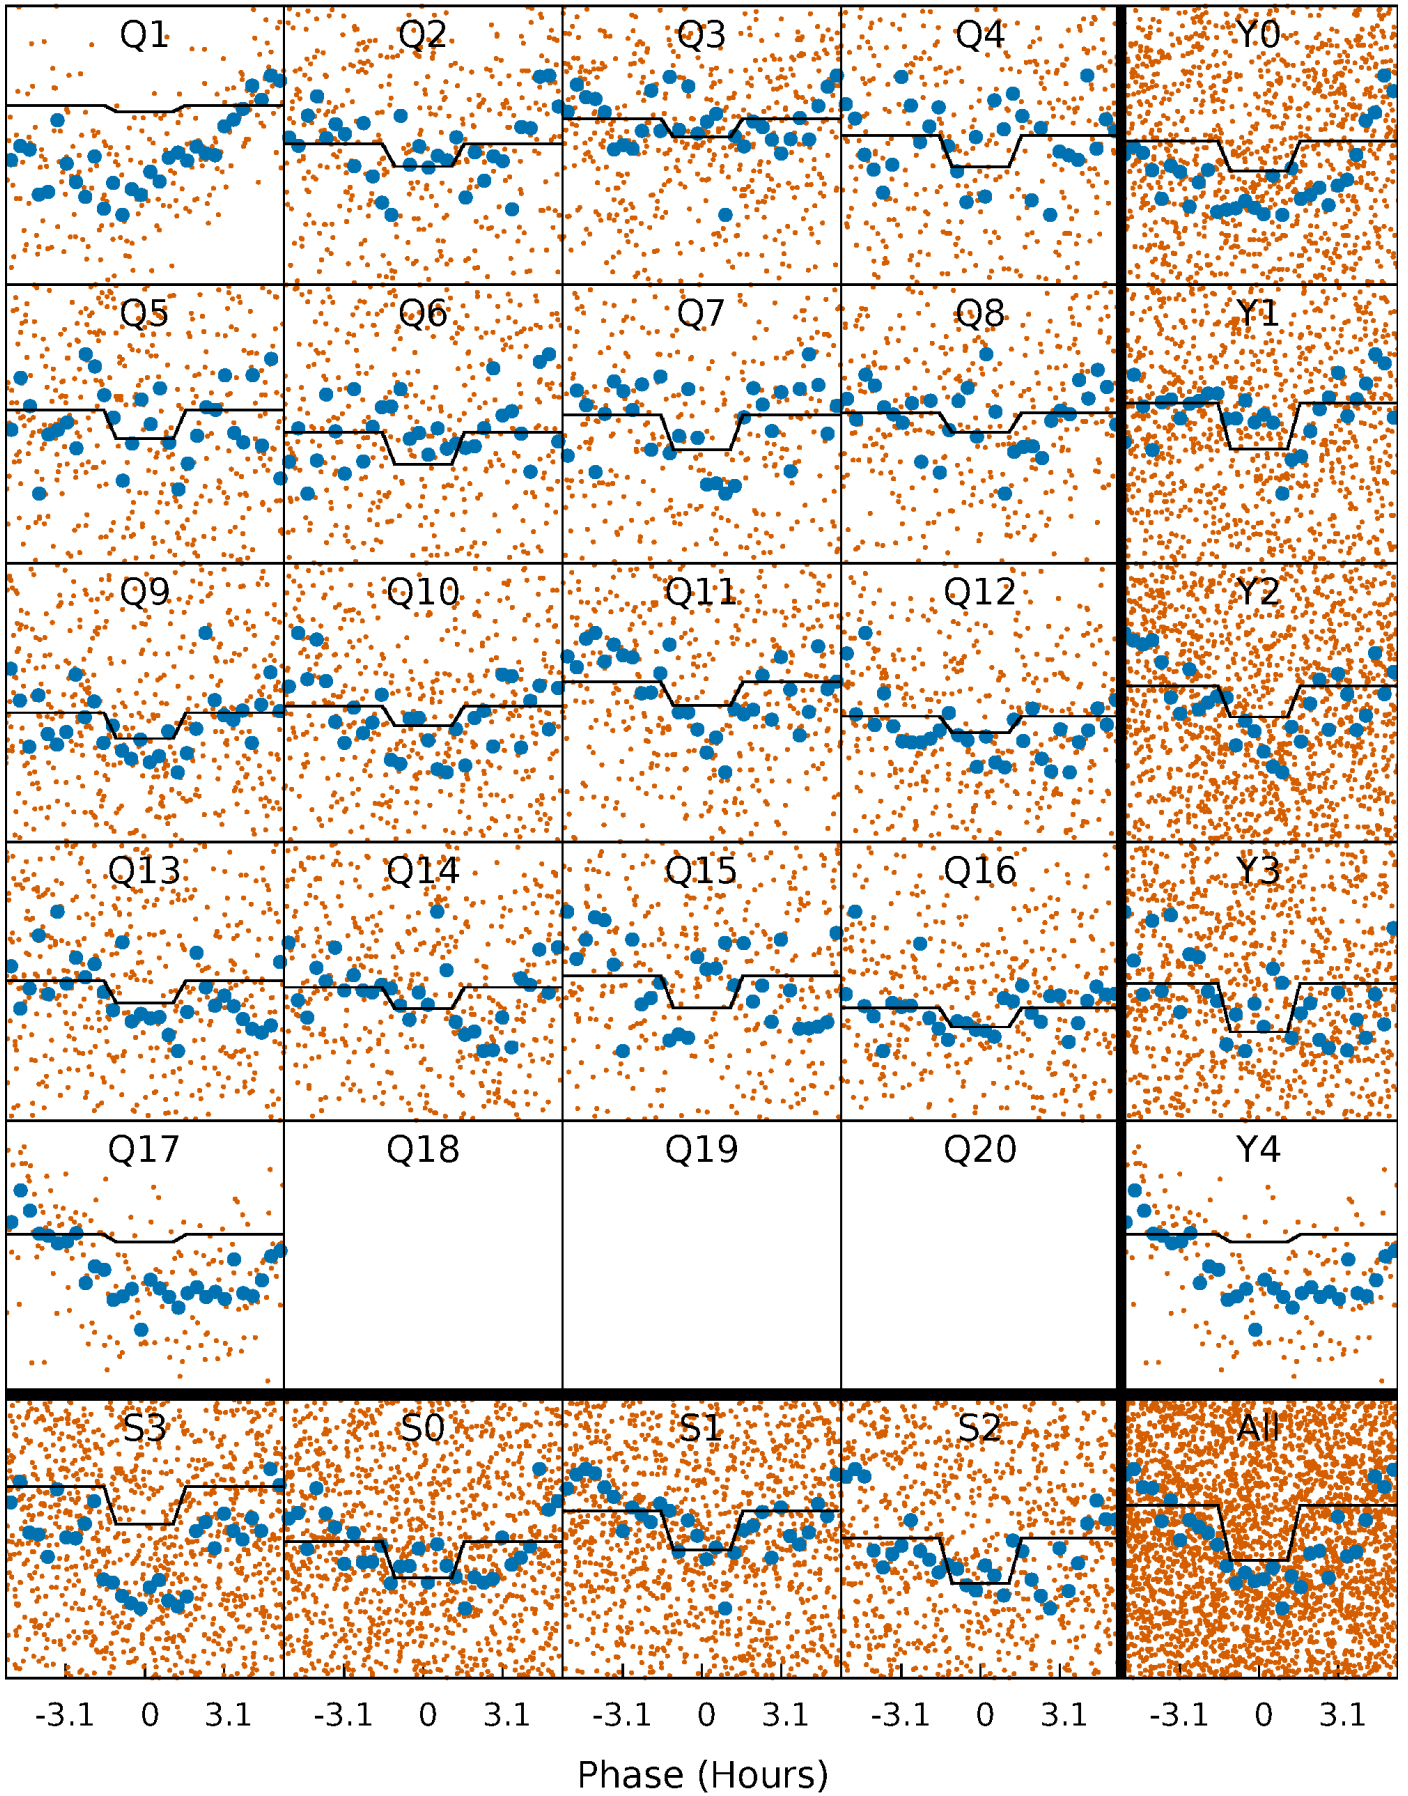 Q1 Q2 Q3 Q4 Y0
Q5 Q6 Q7 Q8 Y1
Q9 Q10 Q11 Q12 Y2
Q13 Q14 Q15 Q16 Y3
Q17 Q18 Q19 Q20 Y4
S3 S0 S1 S2 All
-3.1 0 3.1 -3.1 0 3.1 -3.1 0 3.1 -3.1 0 3.1 -3.1 0 3.1
Phase (Hours)